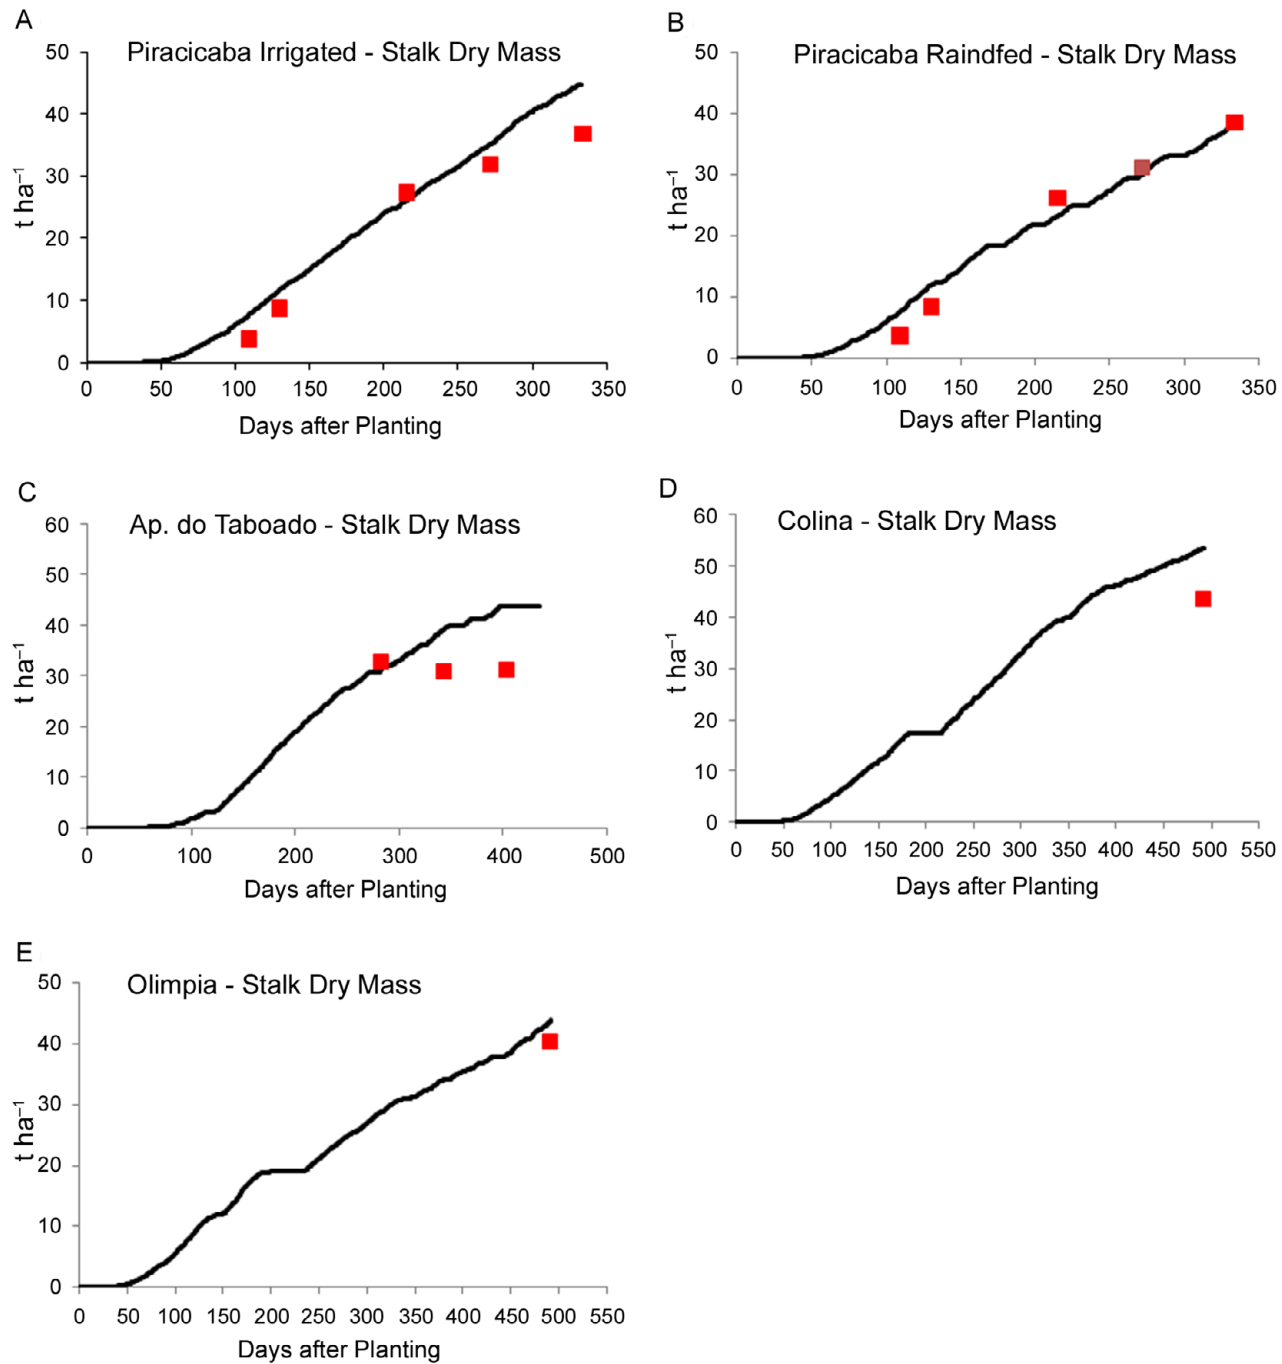 A
Piracicaba Irrigated - Stalk Dry Mass
50
40
30
20
10
0
t ha⁻¹
0 50 100 150 200 250 300 350
Days after Planting
B
Piracicaba Raindfed - Stalk Dry Mass
50
40
30
20
10
0
t ha⁻¹
0 50 100 150 200 250 300 350
Days after Planting
C
Ap. do Taboado - Stalk Dry Mass
60
50
40
30
20
10
0
t ha⁻¹
0 100 200 300 400 500
Days after Planting
D
Colina - Stalk Dry Mass
60
50
40
30
20
10
0
t ha⁻¹
0 50 100 150 200 250 300 350 400 450 500 550
Days after Planting
E
Olimpia - Stalk Dry Mass
50
40
30
20
10
0
t ha⁻¹
0 50 100 150 200 250 300 350 400 450 500 550
Days after Planting